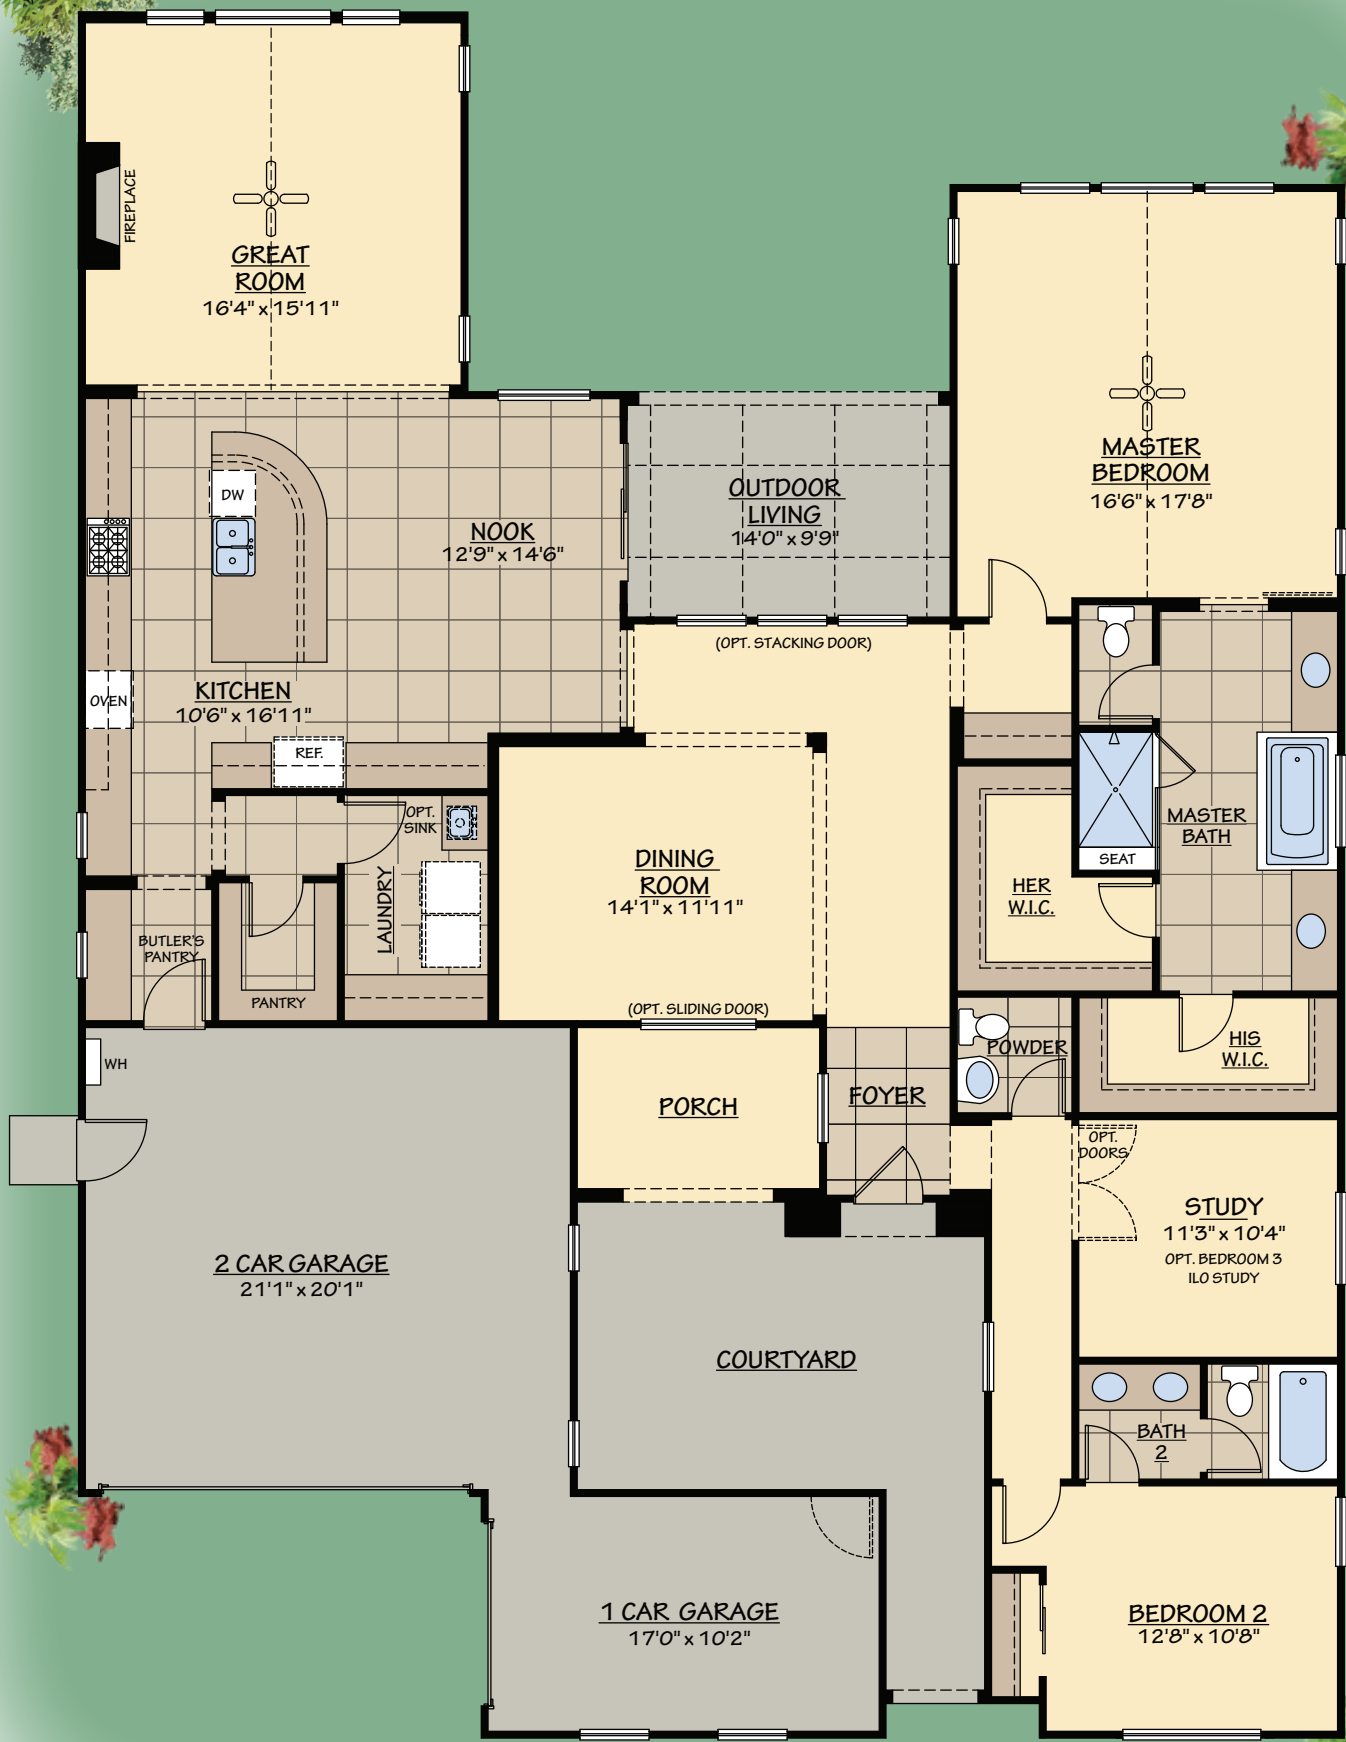 FIREPLACE
GREAT
ROOM
16'4" x 15'11"
MASTER
BEDROOM
16'6" x 17'8"
DW
NOOK
12'9" x 14'6"
OUTDOOR
LIVING
14'0" x 9'9"
(OPT. STACKING DOOR)
OVEN
KITCHEN
10'6" x 16'11"
REF.
OPT.
SINK
LAUNDRY
DINING
ROOM
14'1" x 11'11"
(OPT. SLIDING DOOR)
MASTER
BATH
SEAT
HER
W.I.C.
BUTLER'S
PANTRY
PANTRY
WH
POWDER
HIS
W.I.C.
PORCH
FOYER
OPT.
DOORS
STUDY
11'3" x 10'4"
OPT. BEDROOM 3
ILO STUDY
2 CAR GARAGE
21'1" x 20'1"
COURTYARD
BATH
2
1 CAR GARAGE
17'0" x 10'2"
BEDROOM 2
12'8" x 10'8"